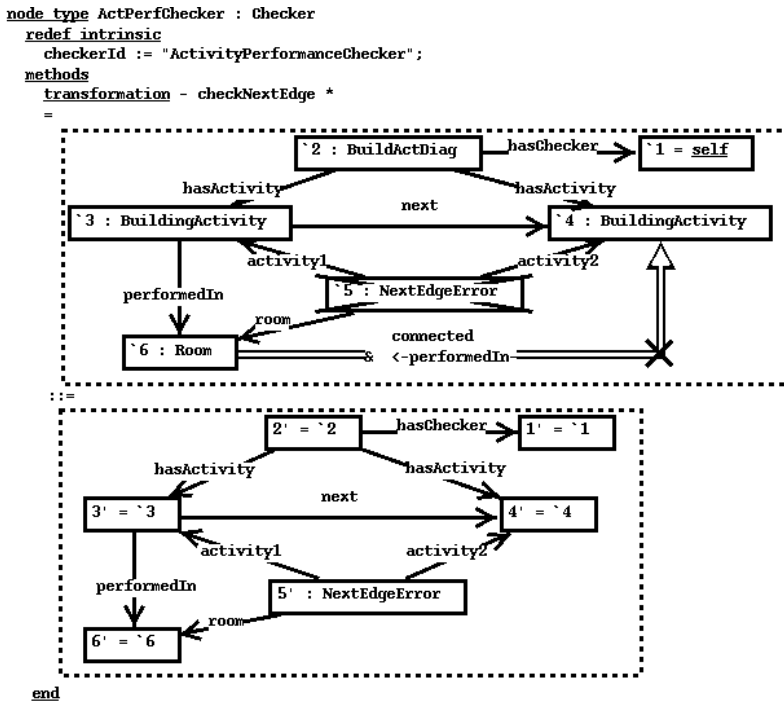 node type ActPerfChecker : Checker
redef intrinsic
checkerId := "ActivityPerformanceChecker";
methods
transformation - checkNextEdge *
=
`2 : BuildActDiag
hasChecker
`1 = self
hasActivity
hasActivity
`3 : BuildingActivity
next
`4 : BuildingActivity
activity1
activity2
performedIn
`5 : NextEdgeError
room
`6 : Room
connected
& <-performedIn-
::=
2' = `2
hasChecker
1' = `1
hasActivity
hasActivity
3' = `3
next
4' = `4
activity1
activity2
performedIn
5' : NextEdgeError
room
6' = `6
end